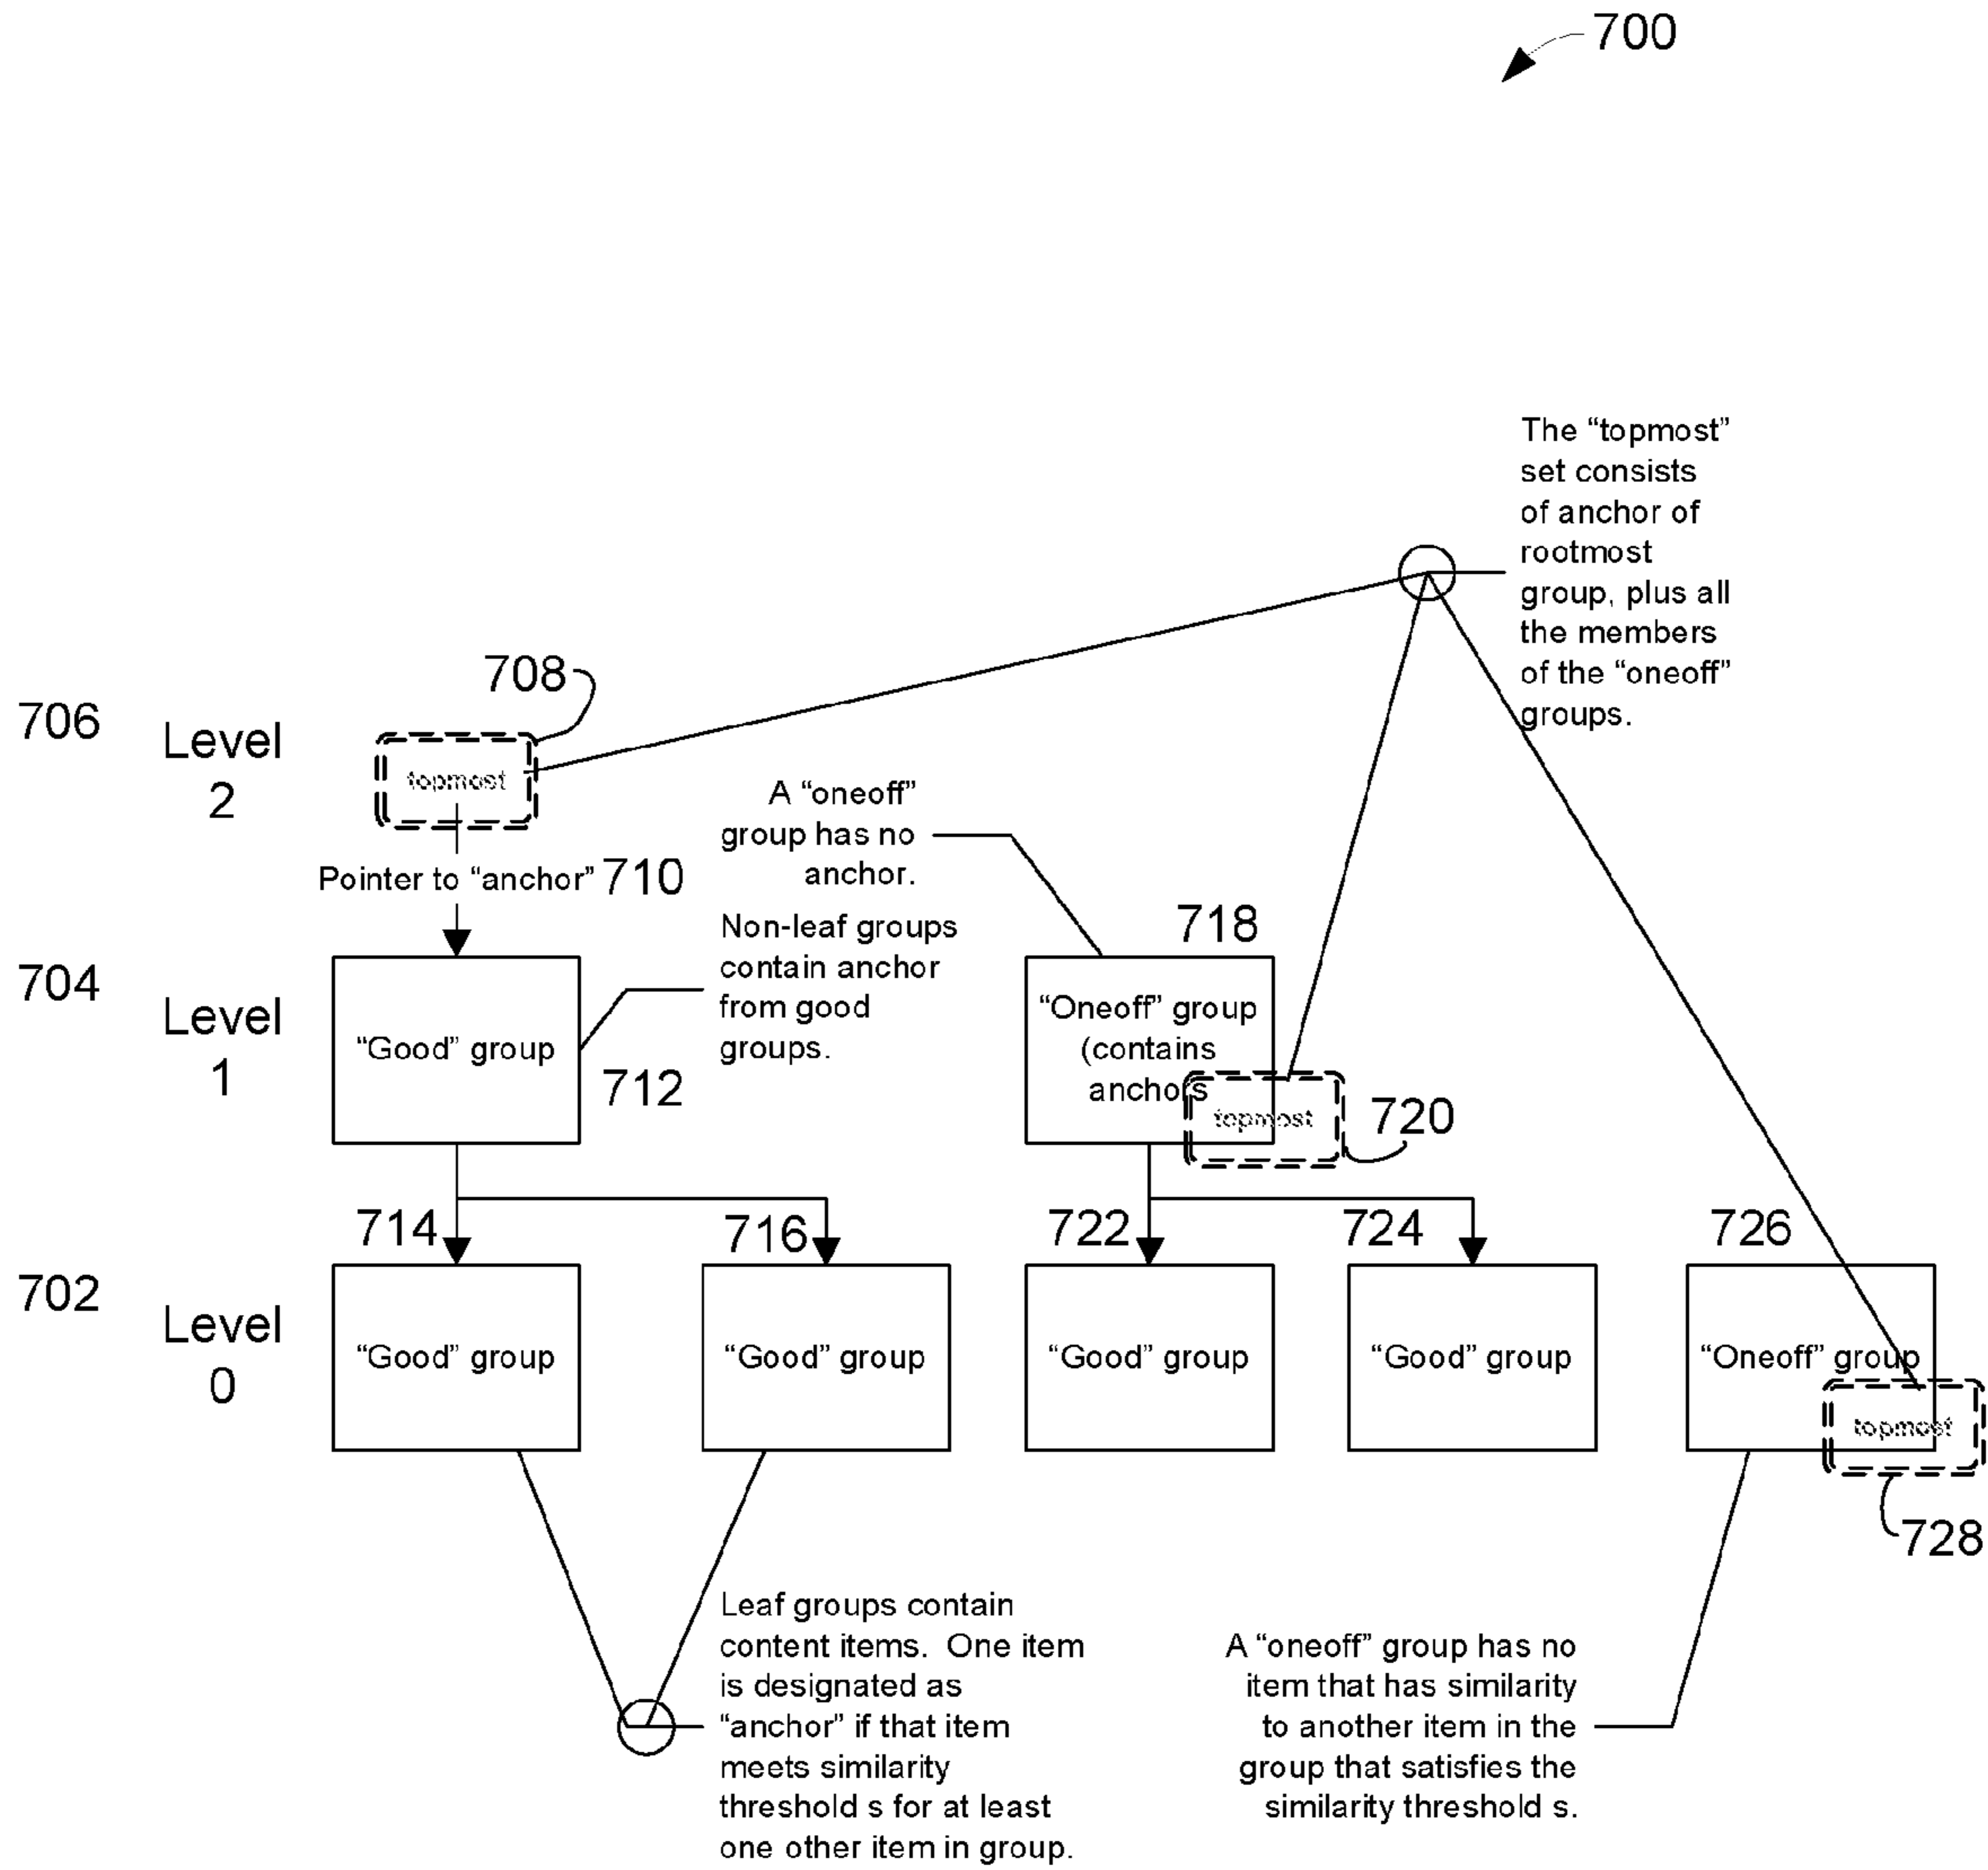 700
The “topmost”
set consists
of anchor of
rootmost
group, plus all
the members
of the “oneoff”
groups.
706
Level
2
708
topmost
Pointer to “anchor” 710
A “oneoff”
group has no
anchor.
704
Level
1
“Good” group
712
Non-leaf groups
contain anchor
from good
groups.
718
“Oneoff” group
(contains
anchors
topmost
720
702
Level
0
714
“Good” group
716
“Good” group
722
“Good” group
724
“Good” group
726
“Oneoff” group
topmost
728
Leaf groups contain
content items. One item
is designated as
“anchor” if that item
meets similarity
threshold s for at least
one other item in group.
A “oneoff” group has no
item that has similarity
to another item in the
group that satisfies the
similarity threshold s.